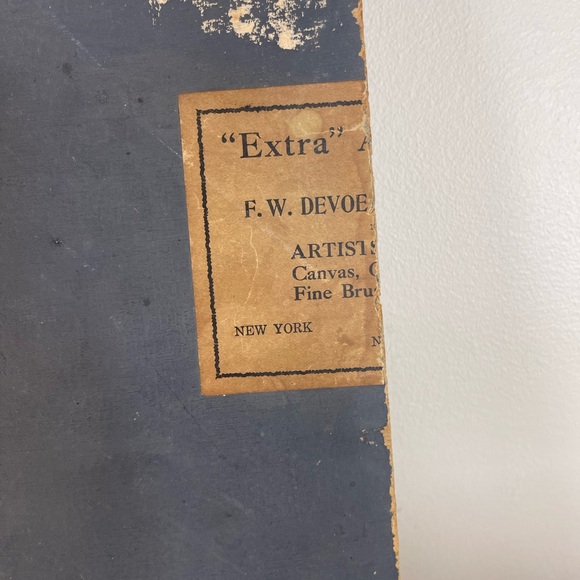 "Extra" A
F. W. DEVOE
ARTISTS
Canvas, C
Fine Bru
NEW YORK
N